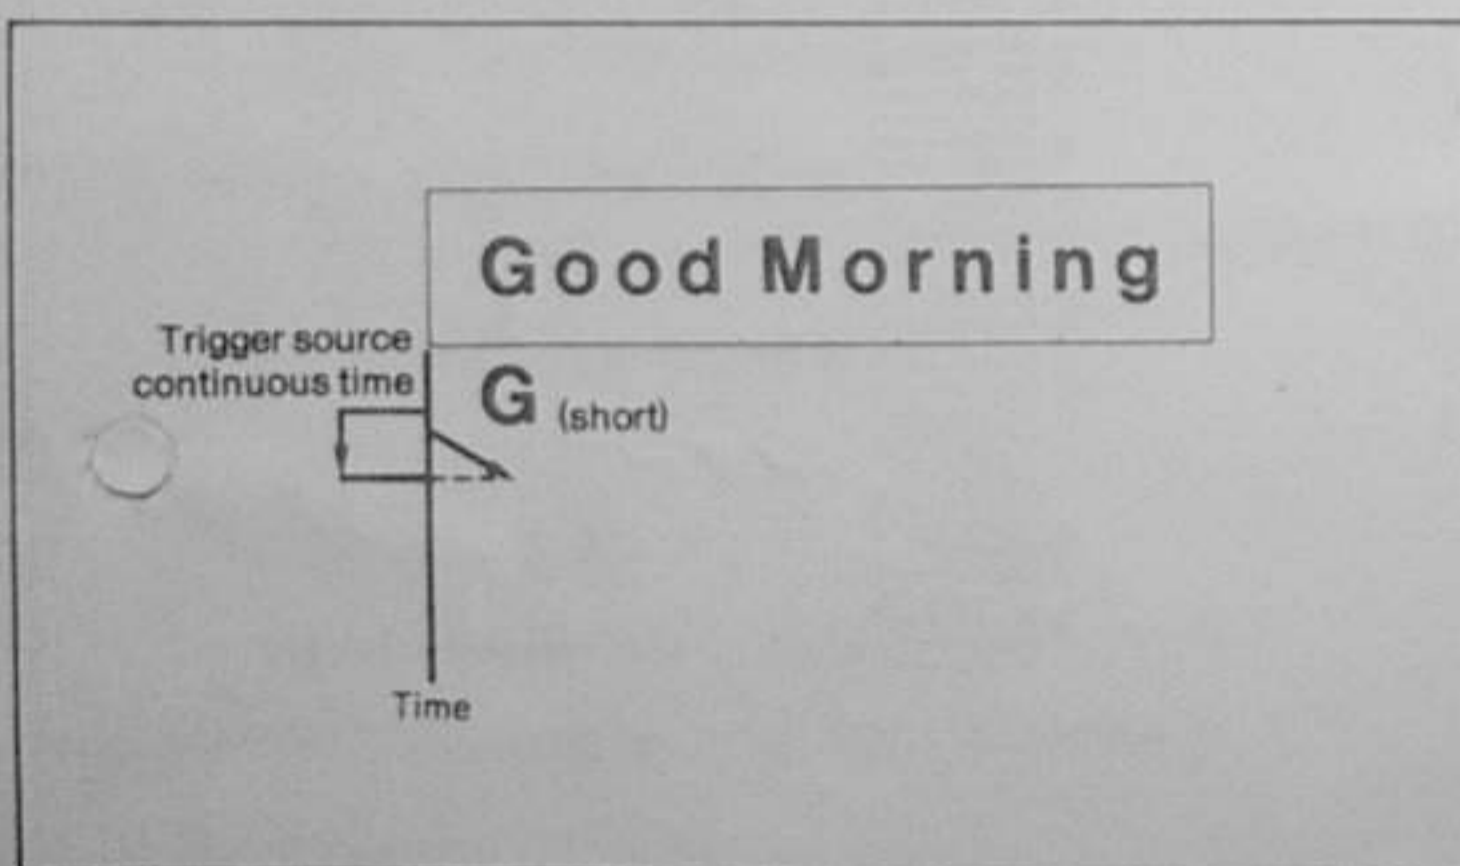 Good Morning
Trigger source
continuous time
G (short)
Time